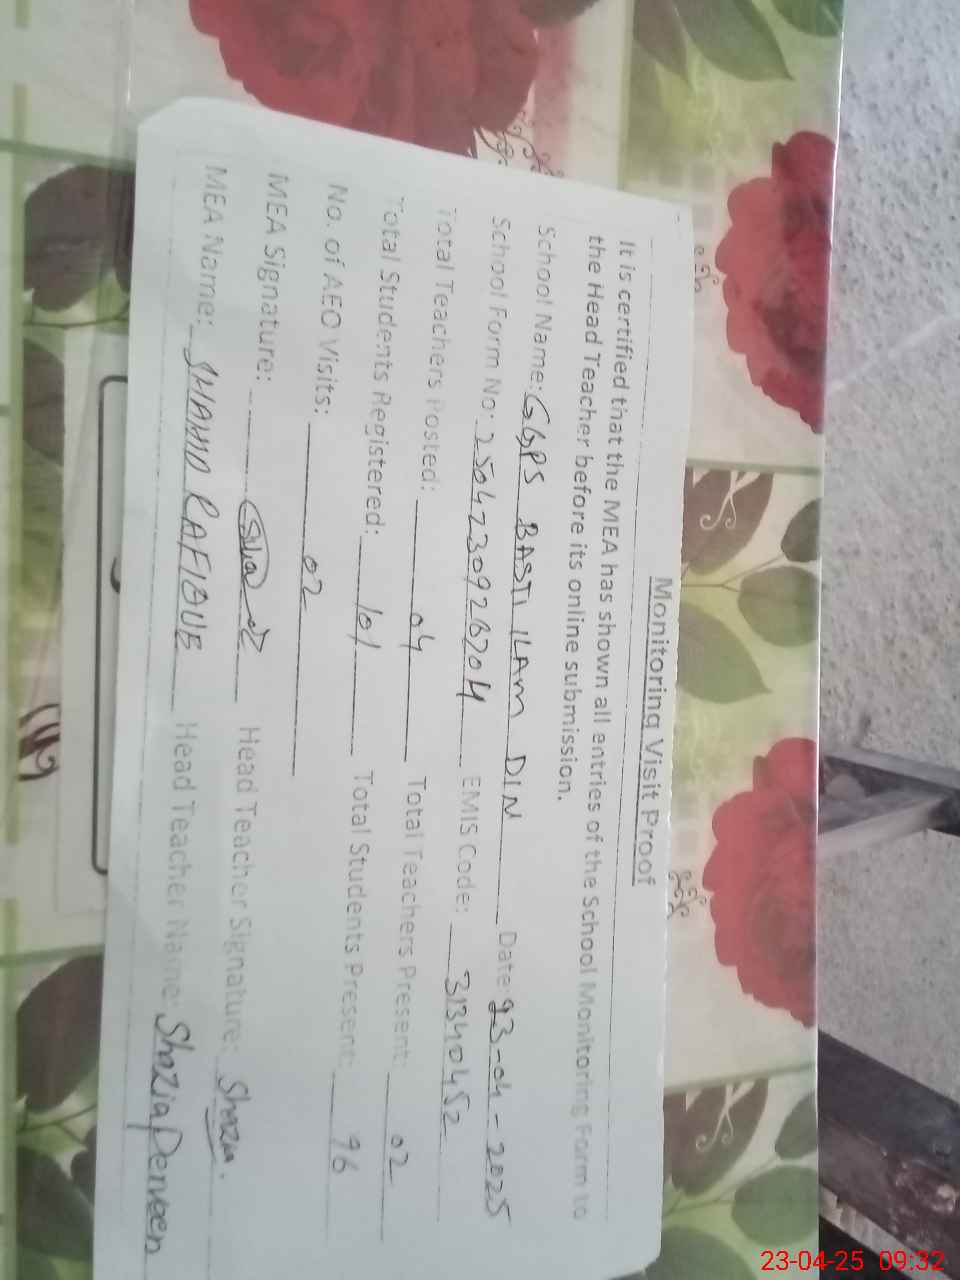 Monitoring Visit Proof
It is certified that the MEA has shown all entries of the School Monitoring Form to
the Head Teacher before its online submission.
School Name: GGPS BASTI ILAM DIN Date: 23-04-2025
School Form No: EMIS Code: 31340452
Total Teachers Posted: 04 Total Teachers Present: 02
Total Students Registered: 101 Total Students Present: 96
No. of AEO Visits: 02
MEA Signature: Head Teacher Signature: Shazia.
MEA Name: SHAHID RAFIQUE Head Teacher Name: Shazia Perveen
23-04-25 09:32